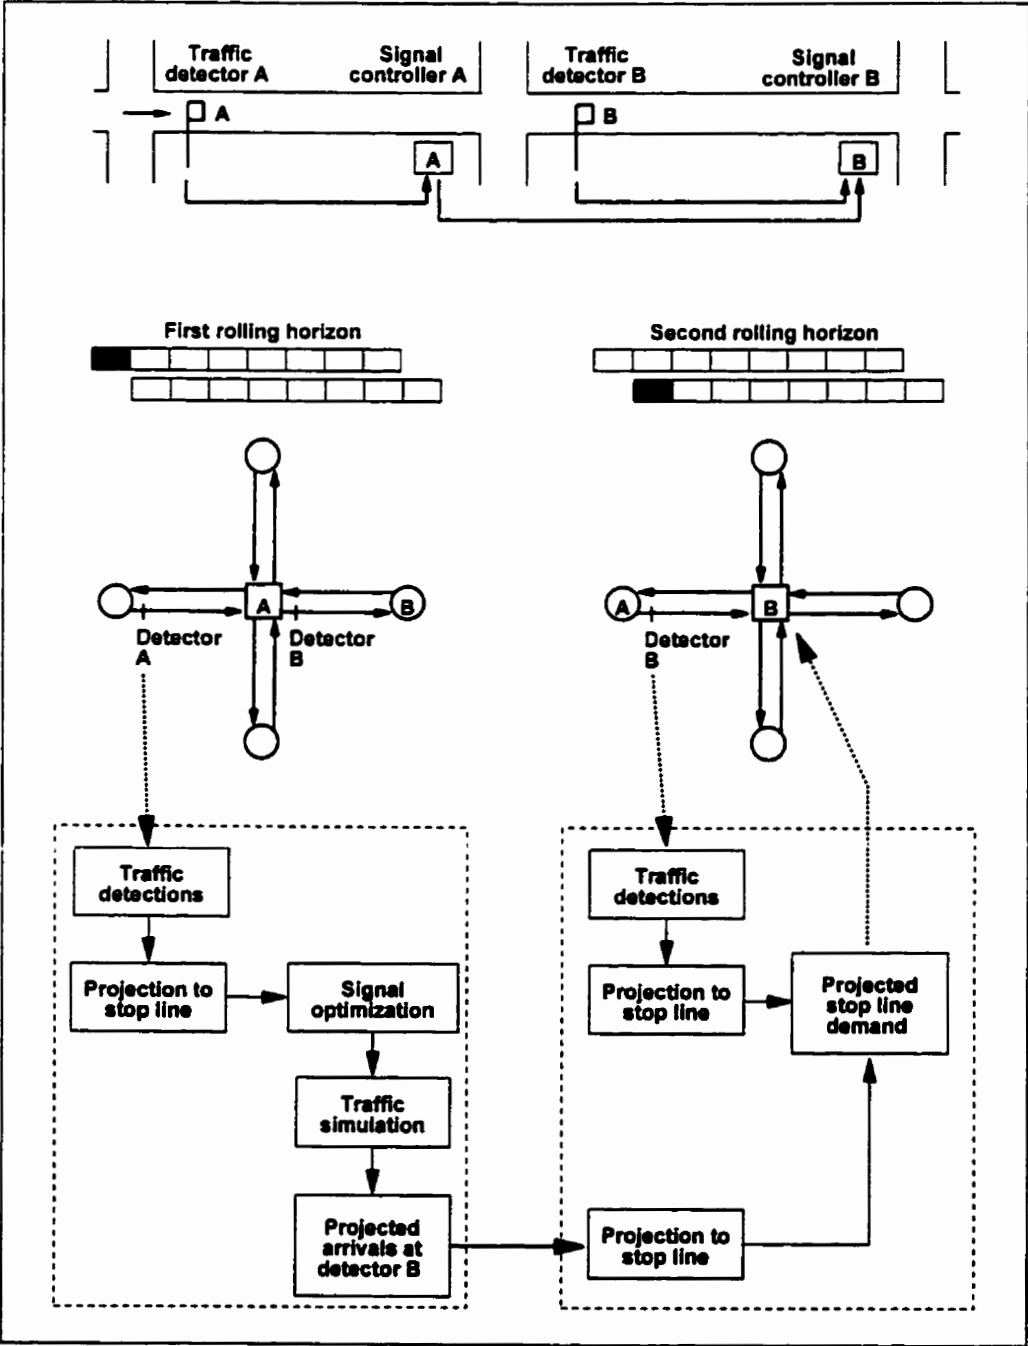 Traffic
detector A
Signal
controller A
Traffic
detector B
Signal
controller B
A
B
A
B
First rolling horizon
Second rolling horizon
A
B
Detector
A
Detector
B
A
B
Detector
B
Traffic
detections
Projection to
stop line
Signal
optimization
Traffic
simulation
Projected
arrivals at
detector B
Traffic
detections
Projection to
stop line
Projected
stop line
demand
Projection to
stop line